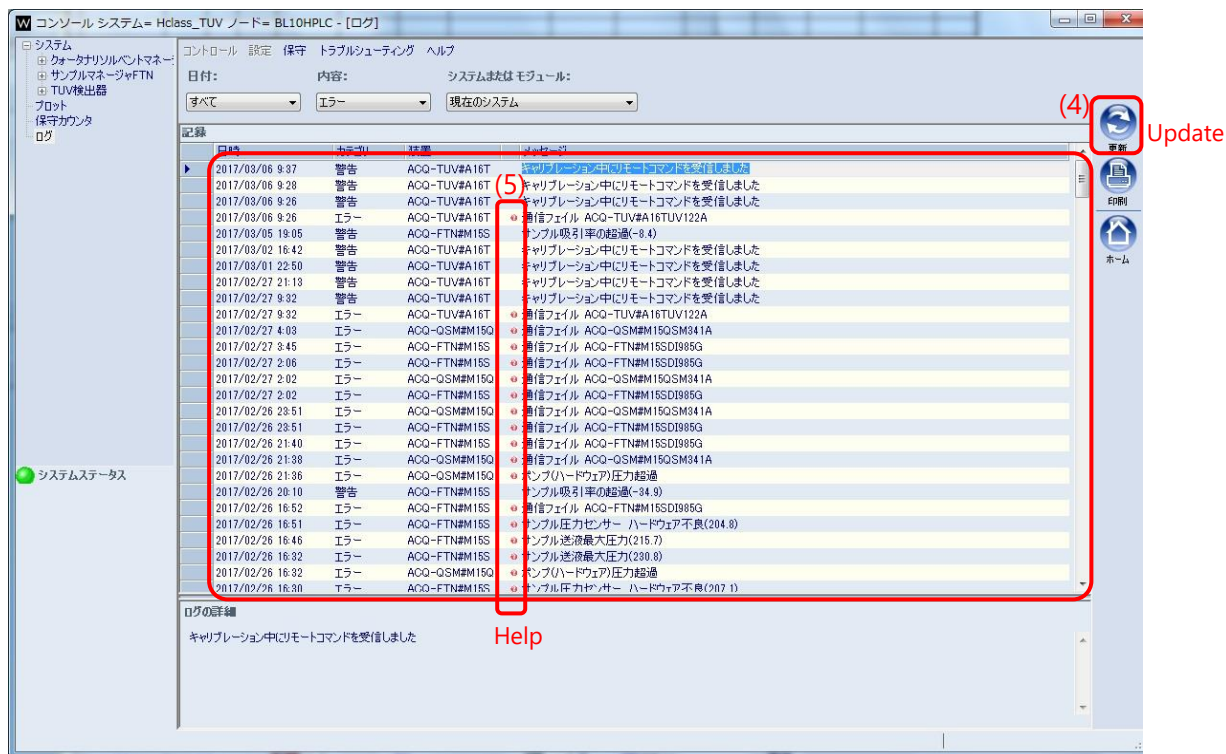 コンソール システム= Hclass_TUV ノード= BL10HPLC - [ログ]
システム
クォータナリソルベントマネー
サンプルマネージャFTN
TUV検出器
プロット
保守カウンタ
ログ
コントロール 設定 保守 トラブルシューティング ヘルプ
日付: 内容: システムまたは モジュール:
すべて エラー 現在のシステム
(4)
Update
更新
印刷
ホーム
記録
日時 カテゴリ 装置 メッセージ
(5)
2017/03/06 9:37 警告 ACQ-TUV#A16T キャリブレーション中にリモートコマンドを受信しました
2017/03/06 9:28 警告 ACQ-TUV#A16T キャリブレーション中にリモートコマンドを受信しました
2017/03/06 9:26 警告 ACQ-TUV#A16T キャリブレーション中にリモートコマンドを受信しました
2017/03/06 9:26 エラー ACQ-TUV#A16T 通信ファイル ACQ-TUV#A16TUV122A
2017/03/05 19:05 警告 ACQ-FTN#M15S サンプル吸引率の超過(-8.4)
2017/03/02 16:42 警告 ACQ-TUV#A16T キャリブレーション中にリモートコマンドを受信しました
2017/03/01 22:50 警告 ACQ-TUV#A16T キャリブレーション中にリモートコマンドを受信しました
2017/02/27 21:13 警告 ACQ-TUV#A16T キャリブレーション中にリモートコマンドを受信しました
2017/02/27 9:32 警告 ACQ-TUV#A16T キャリブレーション中にリモートコマンドを受信しました
2017/02/27 9:32 エラー ACQ-TUV#A16T 通信ファイル ACQ-TUV#A16TUV122A
2017/02/27 4:03 エラー ACQ-QSM#M15Q 通信ファイル ACQ-QSM#M15QSM341A
2017/02/27 3:45 エラー ACQ-FTN#M15S 通信ファイル ACQ-FTN#M15SDI985G
2017/02/27 2:06 エラー ACQ-FTN#M15S 通信ファイル ACQ-FTN#M15SDI985G
2017/02/27 2:02 エラー ACQ-QSM#M15Q 通信ファイル ACQ-QSM#M15QSM341A
2017/02/27 2:02 エラー ACQ-FTN#M15S 通信ファイル ACQ-FTN#M15SDI985G
2017/02/26 23:51 エラー ACQ-QSM#M15Q 通信ファイル ACQ-QSM#M15QSM341A
2017/02/26 23:51 エラー ACQ-FTN#M15S 通信ファイル ACQ-FTN#M15SDI985G
2017/02/26 21:40 エラー ACQ-FTN#M15S 通信ファイル ACQ-FTN#M15SDI985G
2017/02/26 21:38 エラー ACQ-QSM#M15Q 通信ファイル ACQ-QSM#M15QSM341A
2017/02/26 21:36 エラー ACQ-QSM#M15Q ポンプ(ハードウェア)圧力超過
2017/02/26 20:10 警告 ACQ-FTN#M15S サンプル吸引率の超過(-34.9)
2017/02/26 16:52 エラー ACQ-FTN#M15S 通信ファイル ACQ-FTN#M15SDI985G
2017/02/26 16:51 エラー ACQ-FTN#M15S サンプル圧力センサー ハードウェア不良(204.8)
2017/02/26 16:46 エラー ACQ-FTN#M15S サンプル送液最大圧力(215.7)
2017/02/26 16:32 エラー ACQ-FTN#M15S サンプル送液最大圧力(230.8)
2017/02/26 16:32 エラー ACQ-QSM#M15Q ポンプ(ハードウェア)圧力超過
2017/02/26 16:30 エラー ACQ-FTN#M15S サンプル圧力センサー ハードウェア不良(207.1)
システムステータス
ログの詳細
キャリブレーション中にリモートコマンドを受信しました
Help